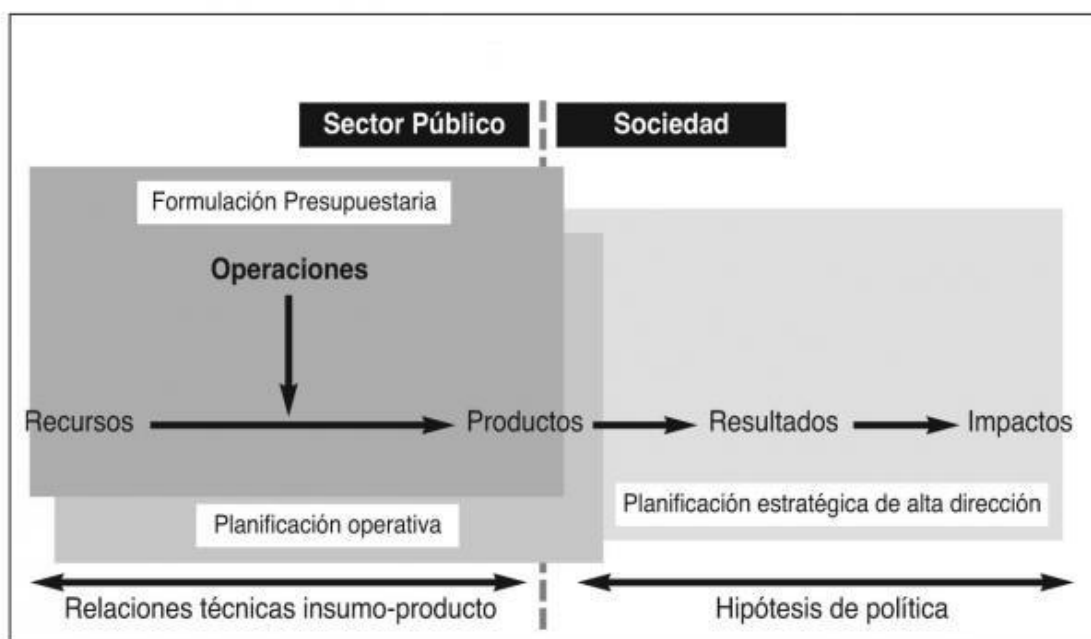 Sector Público
Sociedad
Formulación Presupuestaria
Operaciones
Recursos
Productos
Resultados
Impactos
Planificación operativa
Planificación estratégica de alta dirección
Relaciones técnicas insumo-producto
Hipótesis de política